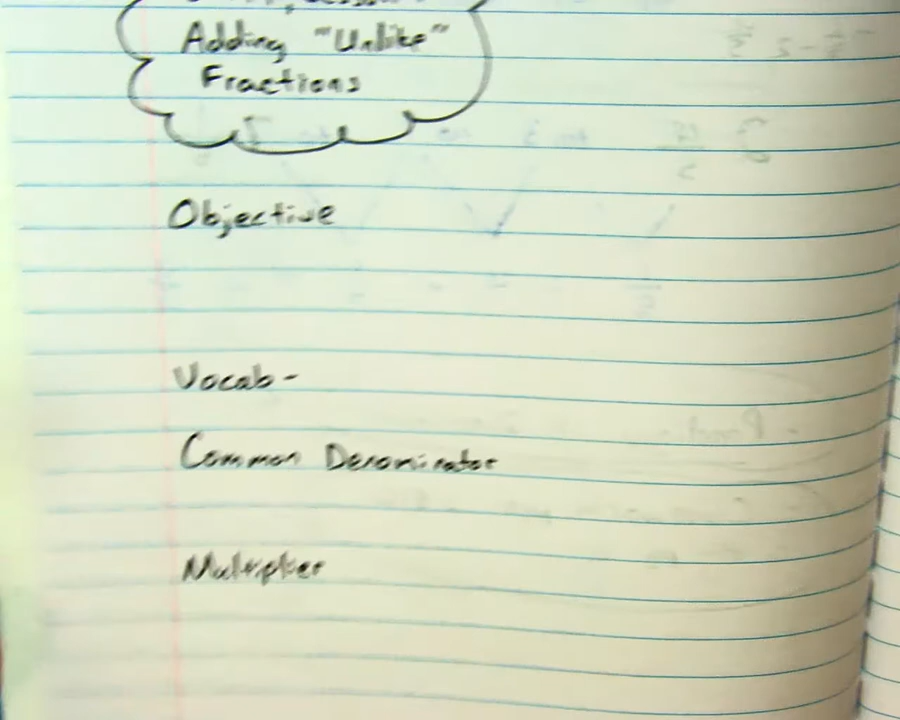 Adding "Unlike"
Fractions
Objective
Vocab-
Common Denominator
Multiplier